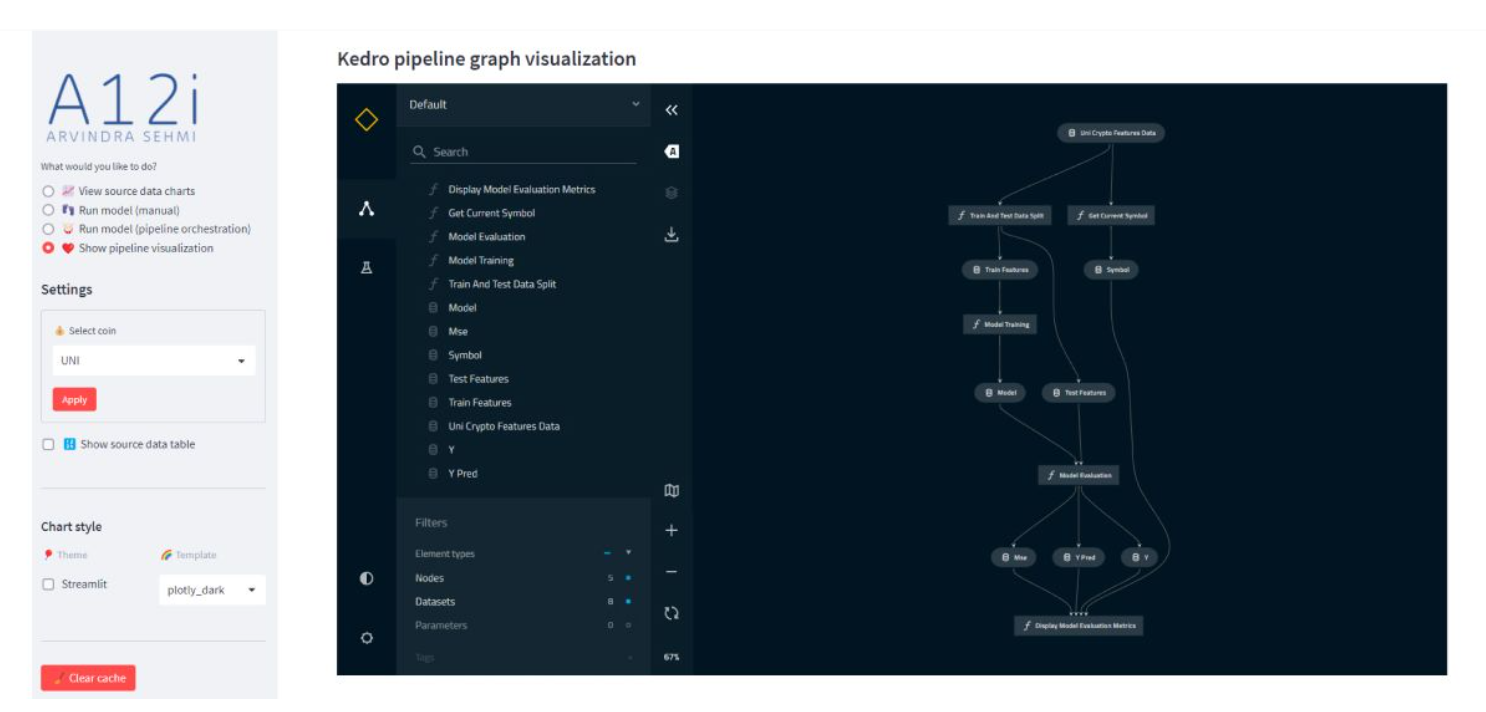 A12i
ARVINDRA SEHMI
What would you like to do?
View source data charts
Run model (manual)
Run model (pipeline orchestration)
Show pipeline visualization
Settings
Select coin
UNI
Apply
Show source data table
Chart style
Theme
Template
Streamlit
plotly_dark
Clear cache
Kedro pipeline graph visualization
Default
Search
Display Model Evaluation Metrics
Get Current Symbol
Model Evaluation
Model Training
Train And Test Data Split
Model
Mse
Symbol
Test Features
Train Features
Uni Crypto Features Data
Y
Y Pred
Filters
Element types
Nodes 5
Datasets 8
Parameters 0
Tags
A
67%
Uni Crypto Features Data
Train And Test Data Split
Get Current Symbol
Train Features
Symbol
Model Training
Model
Test Features
Model Evaluation
Mse
Y Pred
Y
Display Model Evaluation Metrics